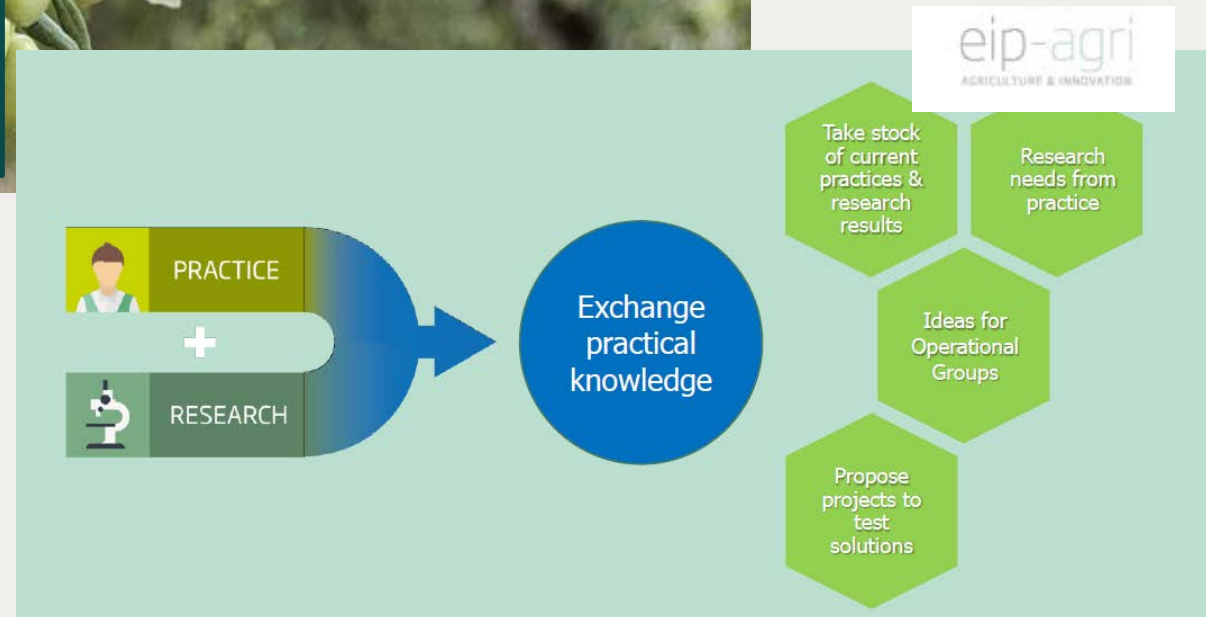 eip-agri
AGRICULTURE & INNOVATION
PRACTICE
RESEARCH
Exchange
practical
knowledge
Take stock
of current
practices &
research
results
Research
needs from
practice
Ideas for
Operational
Groups
Propose
projects to
test
solutions